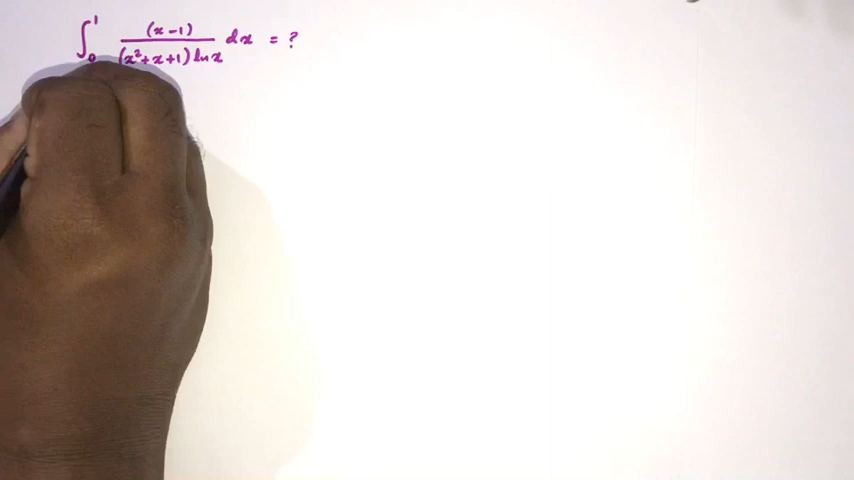 ∫₀¹ (x-1) / ((x²+x+1) ln x) dx = ?